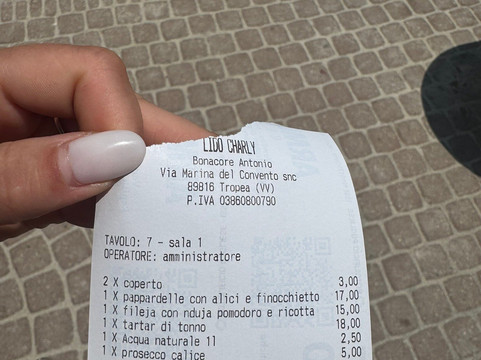 LIDO CHARLY
Bonacore Antonio
Via Marina del Convento snc
89816 Tropea (VV)
P.IVA 03860800790
TAVOLO: 7 - sala 1
OPERATORE: amministratore
2 X coperto 3,00
1 X pappardelle con alici e finocchietto 17,00
1 X fileja con nduja pomodoro e ricotta 15,00
1 X tartar di tonno 18,00
1 X Acqua naturale 1l 2,50
1 X prosecco calice 5,00